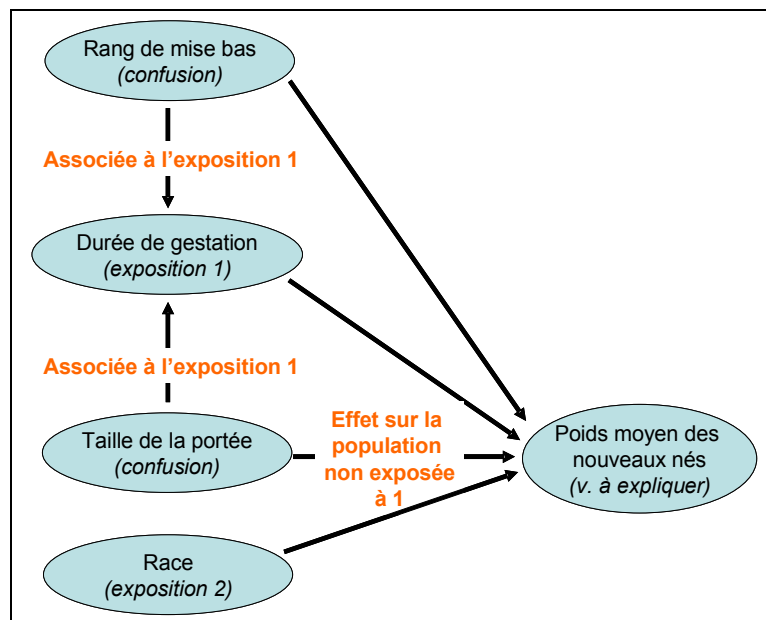 Rang de mise bas
(confusion)
Associée à l'exposition 1
Durée de gestation
(exposition 1)
Associée à l'exposition 1
Taille de la portée
(confusion)
Effet sur la
population
non exposée
à 1
Poids moyen des
nouveaux nés
(v. à expliquer)
Race
(exposition 2)